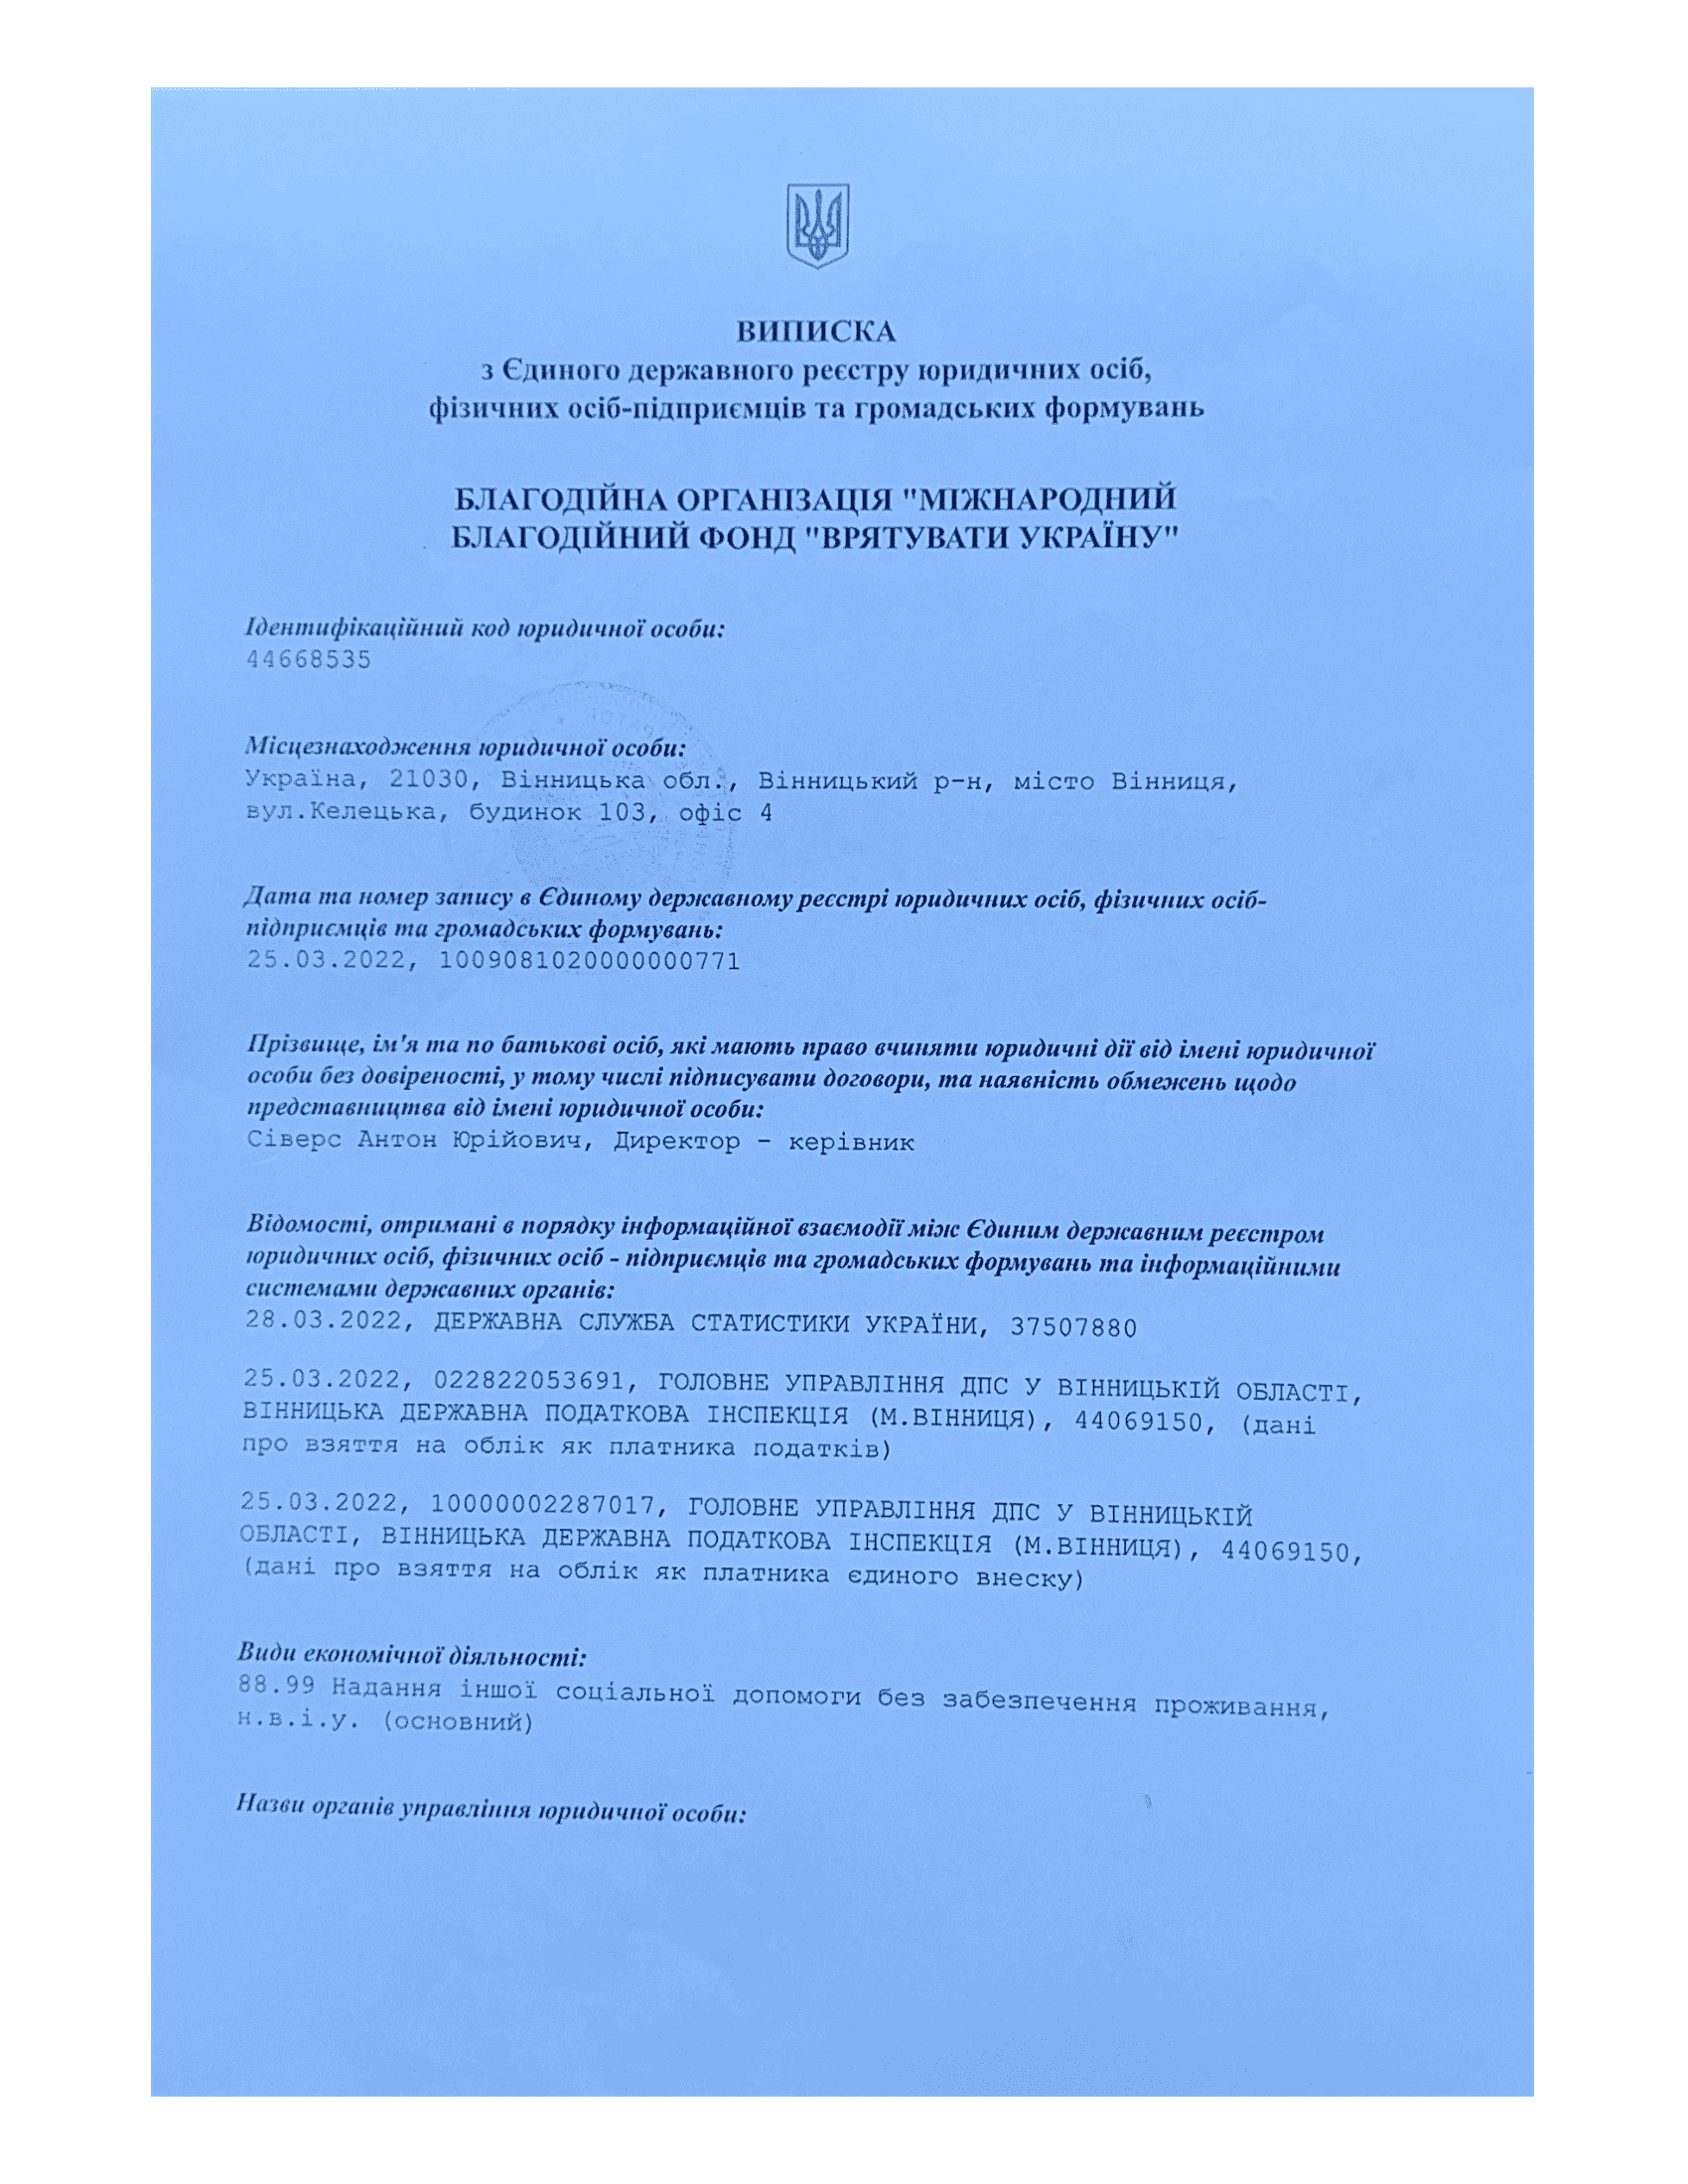 ВИПИСКА
з Єдиного державного реєстру юридичних осіб,
фізичних осіб-підприємців та громадських формувань
БЛАГОДІЙНА ОРГАНІЗАЦІЯ "МІЖНАРОДНИЙ
БЛАГОДІЙНИЙ ФОНД "ВРЯТУВАТИ УКРАЇНУ"
Ідентифікаційний код юридичної особи:
44668535
Місцезнаходження юридичної особи:
Україна, 21030, Вінницька обл., Вінницький р-н, місто Вінниця,
вул.Келецька, будинок 103, офіс 4
Дата та номер запису в Єдиному державному реєстрі юридичних осіб, фізичних осіб-
підприємців та громадських формувань:
25.03.2022, 1009081020000000771
Прізвище, ім'я та по батькові осіб, які мають право вчиняти юридичні дії від імені юридичної
особи без довіреності, у тому числі підписувати договори, та наявність обмежень щодо
представництва від імені юридичної особи:
Сіверс Антон Юрійович, Директор - керівник
Відомості, отримані в порядку інформаційної взаємодії між Єдиним державним реєстром
юридичних осіб, фізичних осіб - підприємців та громадських формувань та інформаційними
системами державних органів:
28.03.2022, ДЕРЖАВНА СЛУЖБА СТАТИСТИКИ УКРАЇНИ, 37507880
25.03.2022, 022822053691, ГОЛОВНЕ УПРАВЛІННЯ ДПС У ВІННИЦЬКІЙ ОБЛАСТІ,
ВІННИЦЬКА ДЕРЖАВНА ПОДАТКОВА ІНСПЕКЦІЯ (М.ВІННИЦЯ), 44069150, (дані
про взяття на облік як платника податків)
25.03.2022, 10000002287017, ГОЛОВНЕ УПРАВЛІННЯ ДПС У ВІННИЦЬКІЙ
ОБЛАСТІ, ВІННИЦЬКА ДЕРЖАВНА ПОДАТКОВА ІНСПЕКЦІЯ (М.ВІННИЦЯ), 44069150,
(дані про взяття на облік як платника єдиного внеску)
Види економічної діяльності:
88.99 Надання іншої соціальної допомоги без забезпечення проживання,
н.в.і.у. (основний)
Назви органів управління юридичної особи: